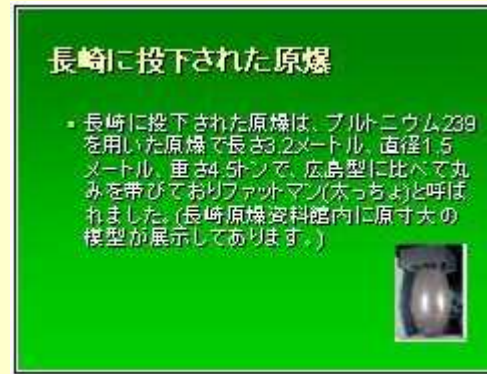 長崎に投下された原爆
長崎に投下された原爆は、プルトニウム239
を用いた原爆で長さ3.2メートル、直径1.5
メートル、重さ4.5トンで、広島型に比べて丸
みを帯びておりファットマン(太っちょ)と呼ば
れました。(長崎原爆資料館内に原寸大の
模型が展示してあります。)